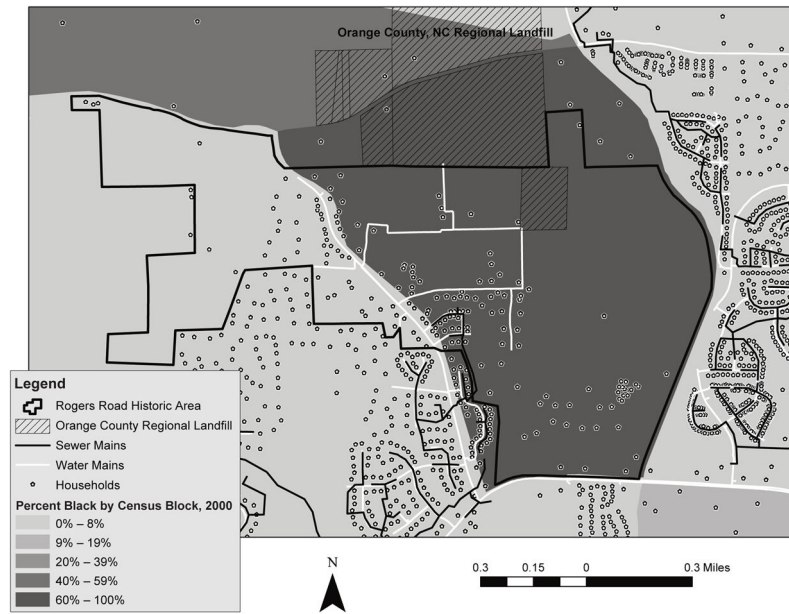 Orange County, NC Regional Landfill
Legend
Rogers Road Historic Area
Orange County Regional Landfill
Sewer Mains
Water Mains
Households
Percent Black by Census Block, 2000
0% – 8%
9% – 19%
20% – 39%
40% – 59%
60% – 100%
N
0.3 0.15 0 0.3 Miles